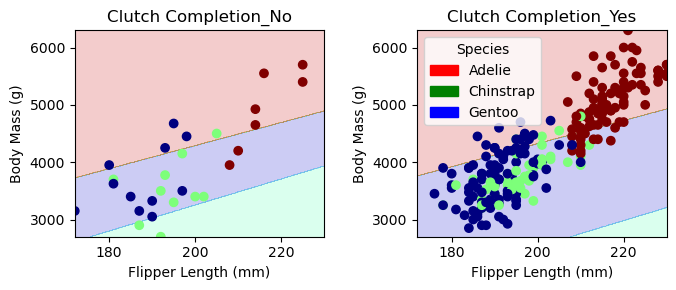 Clutch Completion_No
Body Mass (g)
6000
5000
4000
3000
180
200
220
Flipper Length (mm)
Clutch Completion_Yes
Body Mass (g)
6000
5000
4000
3000
Species
Adelie
Chinstrap
Gentoo
180
200
220
Flipper Length (mm)